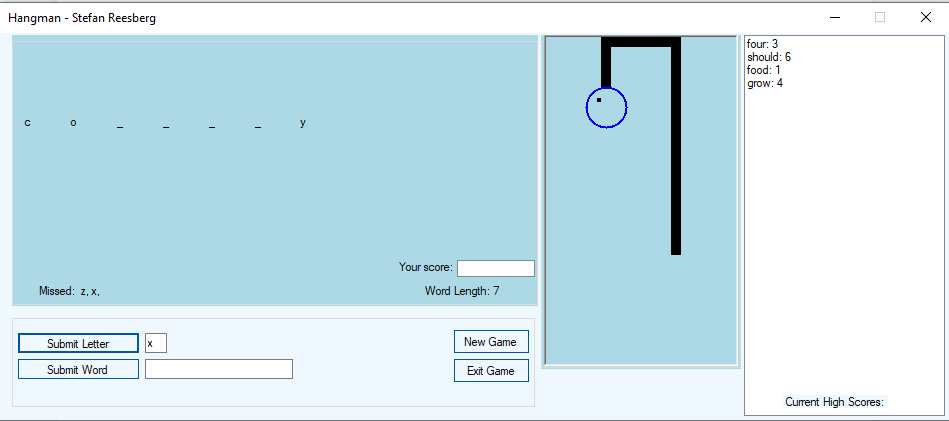 Hangman - Stefan Reesberg
c o _ _ _ _ y
Your score:
Missed: z, x,
Word Length: 7
Submit Letter
x
Submit Word
New Game
Exit Game
four: 3
should: 6
food: 1
grow: 4
Current High Scores: